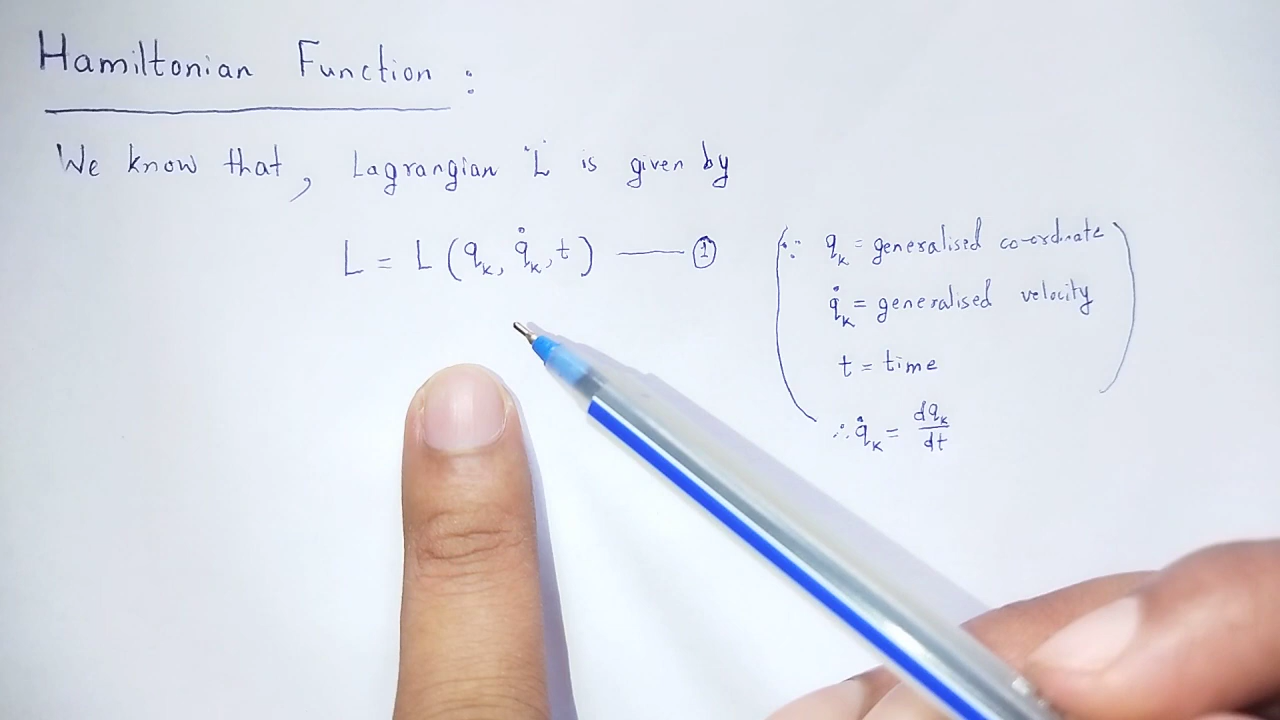 Hamiltonian Function :
We know that, Lagrangian "L" is given by
L = L (q̇ₖ, q̇ₖ, t) —— ①
(∵ qₖ = generalised co-ordinate
q̇ₖ = generalised velocity
t = time
∴ q̇ₖ = dqₖ/dt )